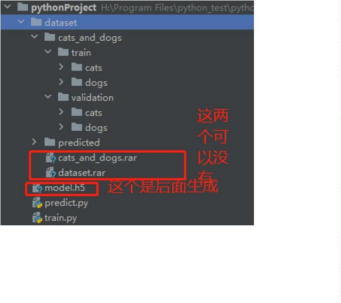 pythonProject H:\Program Files\python_test\pytho
dataset
cats_and_dogs
train
cats
dogs
validation
cats
dogs
predicted
cats_and_dogs.rar
dataset.rar
这两个可以没有
model.h5 这个是后面生成
predict.py
train.py